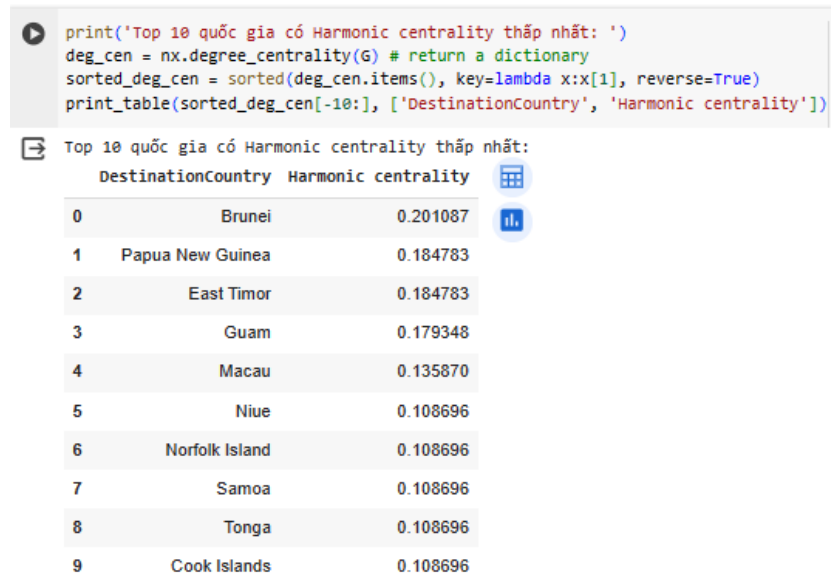 print('Top 10 quốc gia có Harmonic centrality thấp nhất: ')
deg_cen = nx.degree_centrality(G) # return a dictionary
sorted_deg_cen = sorted(deg_cen.items(), key=lambda x:x[1], reverse=True)
print_table(sorted_deg_cen[-10:], ['DestinationCountry', 'Harmonic centrality'])
Top 10 quốc gia có Harmonic centrality thấp nhất:
DestinationCountry Harmonic centrality
0 Brunei 0.201087
1 Papua New Guinea 0.184783
2 East Timor 0.184783
3 Guam 0.179348
4 Macau 0.135870
5 Niue 0.108696
6 Norfolk Island 0.108696
7 Samoa 0.108696
8 Tonga 0.108696
9 Cook Islands 0.108696